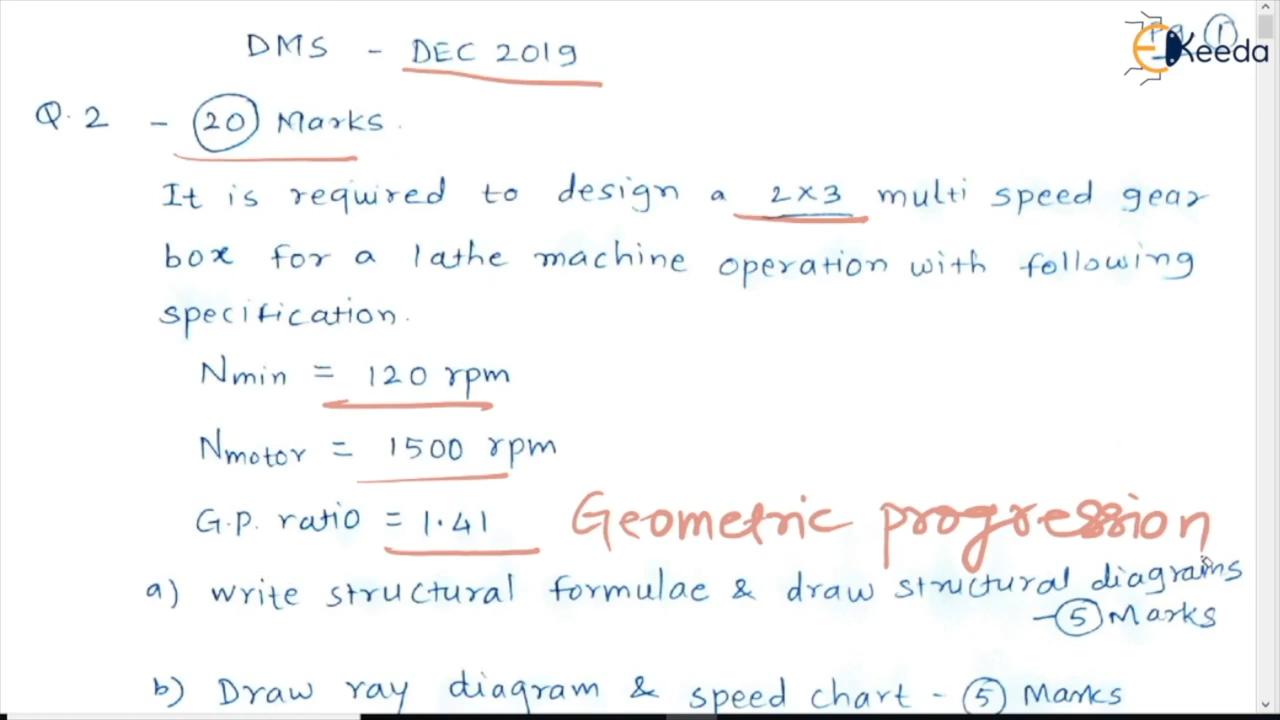 DMS - DEC 2019
Keeda
Q.2 - 20 Marks.
It is required to design a 2×3 multi speed gear
box for a lathe machine operation with following
specification.
Nmin = 120 rpm
Nmotor = 1500 rpm
G.P. ratio = 1.41 Geometric progression
a) write structural formulae & draw structural diagrams
- 5 Marks
b) Draw ray diagram & speed chart - 5 Marks